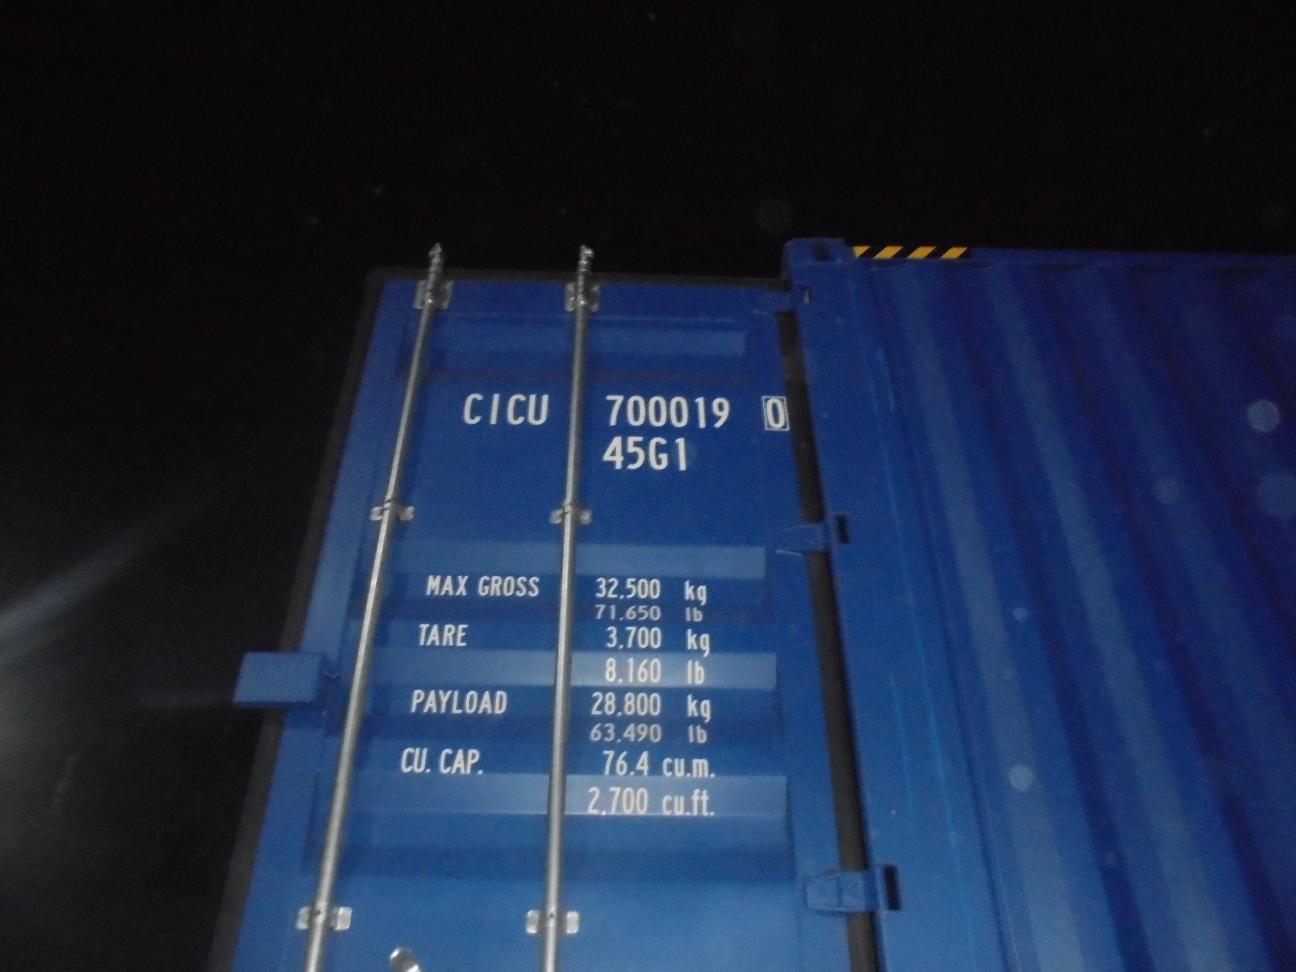 CICU 700019 0
45G1
MAX GROSS 32.500 kg
71.650 lb
TARE 3.700 kg
8.160 lb
PAYLOAD 28.800 kg
63.490 lb
CU. CAP. 76.4 cu.m.
2.700 cu.ft.